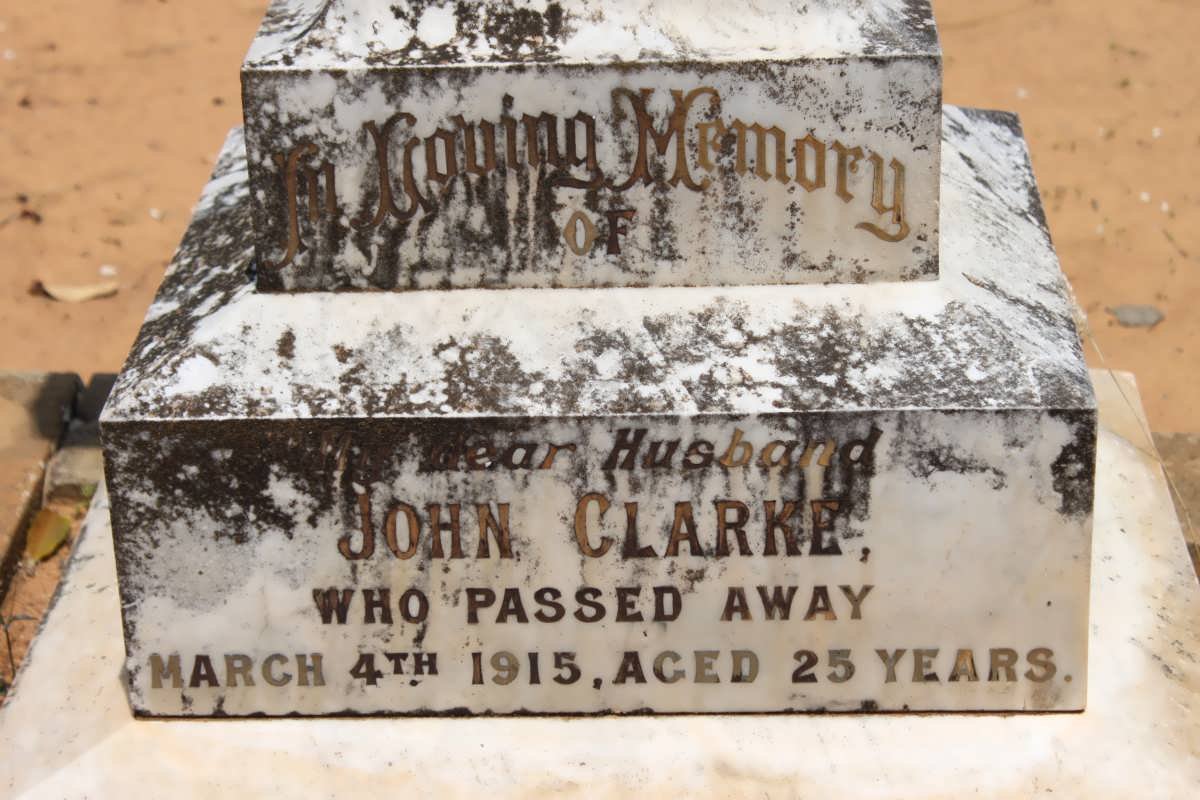 In Loving Memory
OF
My dear Husband
JOHN CLARKE,
WHO PASSED AWAY
MARCH 4TH 1915, AGED 25 YEARS.